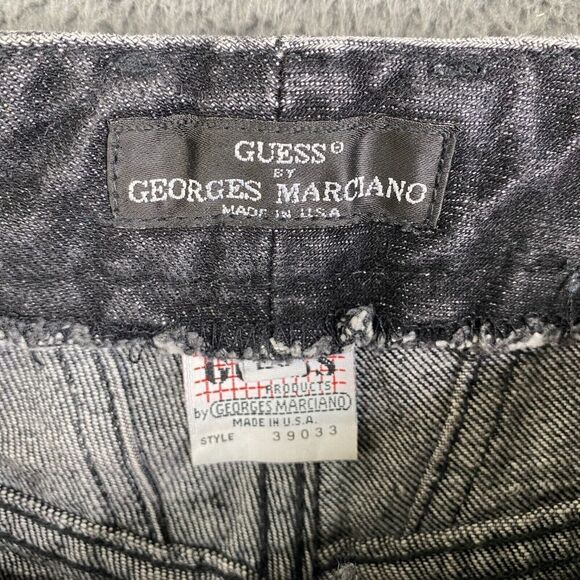 GUESS®
BY
GEORGES MARCIANO
MADE IN U.S.A
PRODUCTS
by GEORGES MARCIANO
MADE IN U.S.A.
STYLE 39033